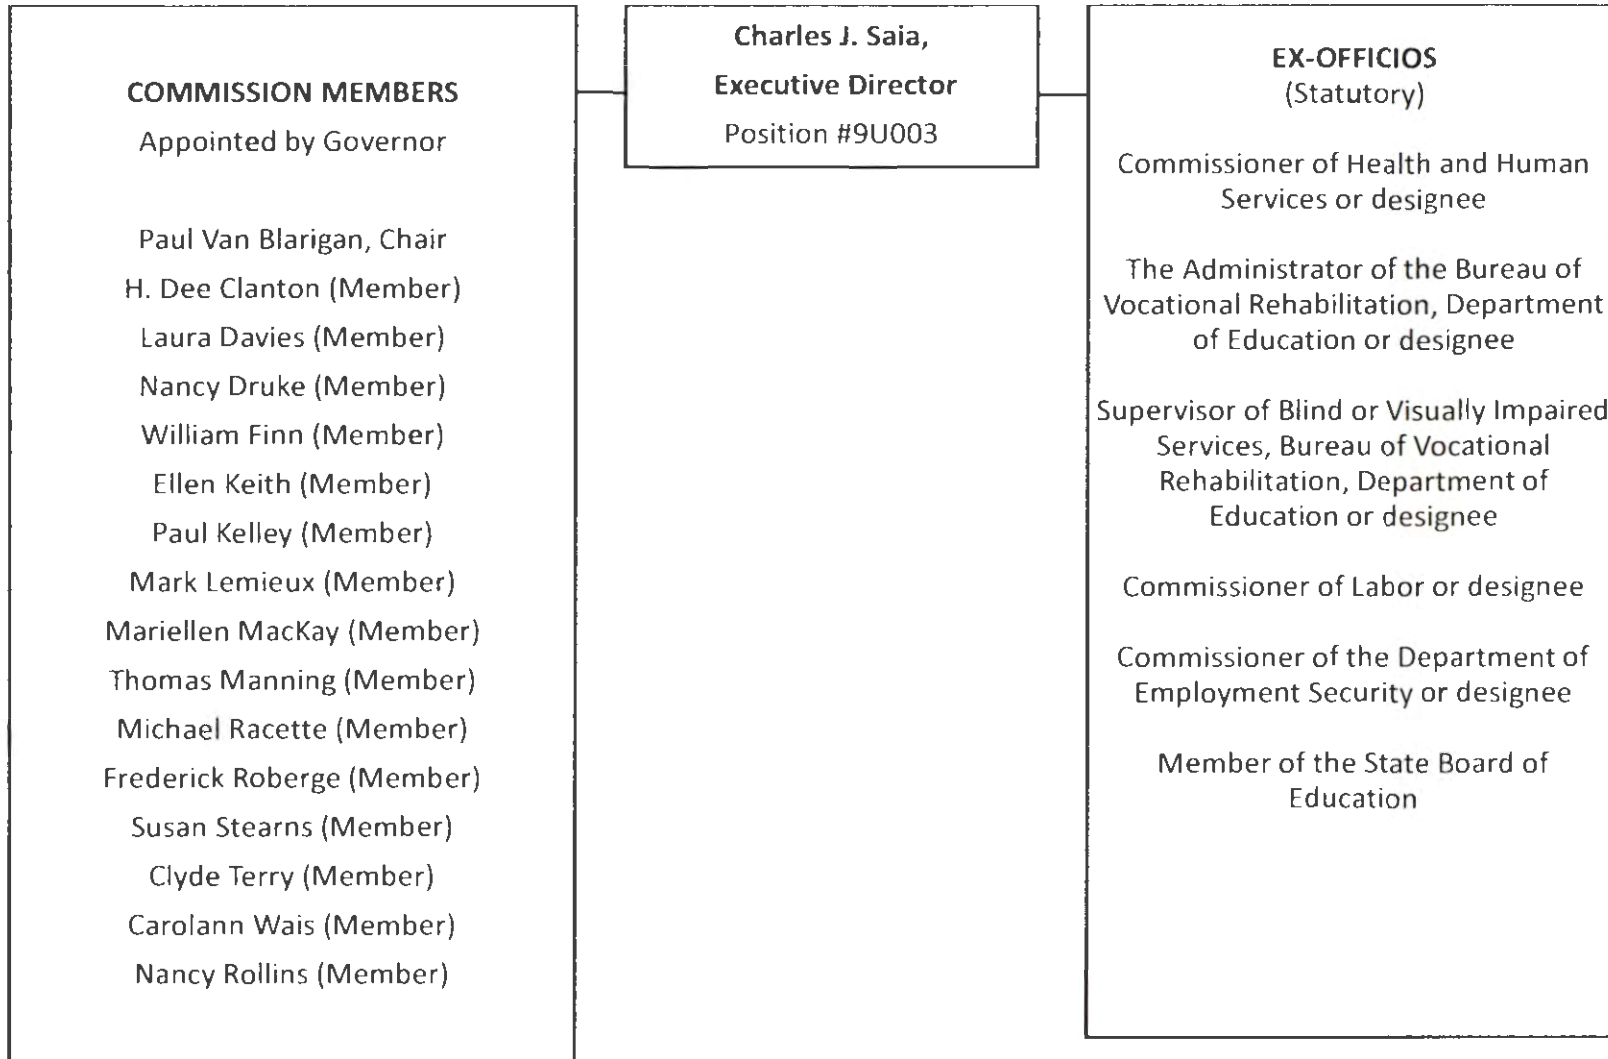 COMMISSION MEMBERS
Appointed by Governor
Paul Van Blarigan, Chair
H. Dee Clanton (Member)
Laura Davies (Member)
Nancy Druke (Member)
William Finn (Member)
Ellen Keith (Member)
Paul Kelley (Member)
Mark Lemieux (Member)
Mariellen MacKay (Member)
Thomas Manning (Member)
Michael Racette (Member)
Frederick Roberge (Member)
Susan Stearns (Member)
Clyde Terry (Member)
Carolann Wais (Member)
Nancy Rollins (Member)
Charles J. Saia,
Executive Director
Position #9U003
EX-OFFICIOS
(Statutory)
Commissioner of Health and Human
Services or designee
The Administrator of the Bureau of
Vocational Rehabilitation, Department
of Education or designee
Supervisor of Blind or Visually Impaired
Services, Bureau of Vocational
Rehabilitation, Department of
Education or designee
Commissioner of Labor or designee
Commissioner of the Department of
Employment Security or designee
Member of the State Board of
Education